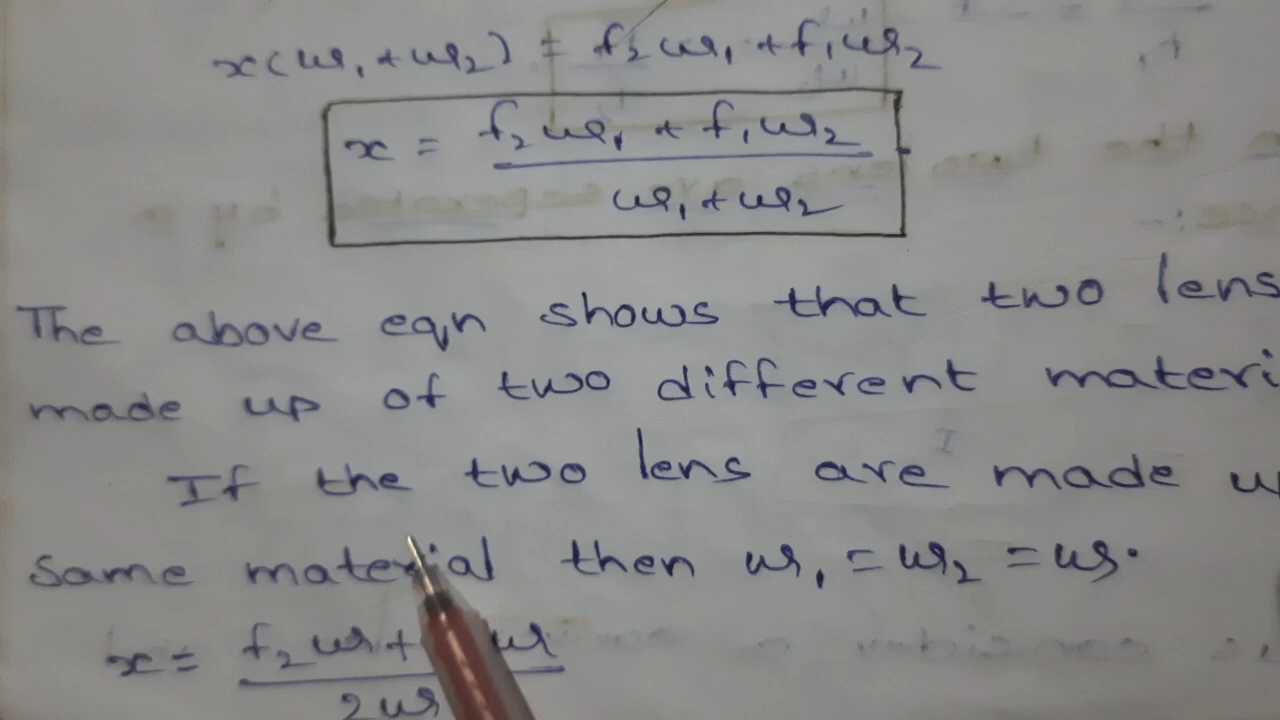 x(ω₁ + ω₂) = f₂ω₁ + f₁ω₂
x = f₂ω₁ + f₁ω₂
ω₁ + ω₂
The above eqn shows that two lens
made up of two different materi
If the two lens are made u
Same material then ω₁ = ω₂ = ω.
x = f₂ω + ω
2ω